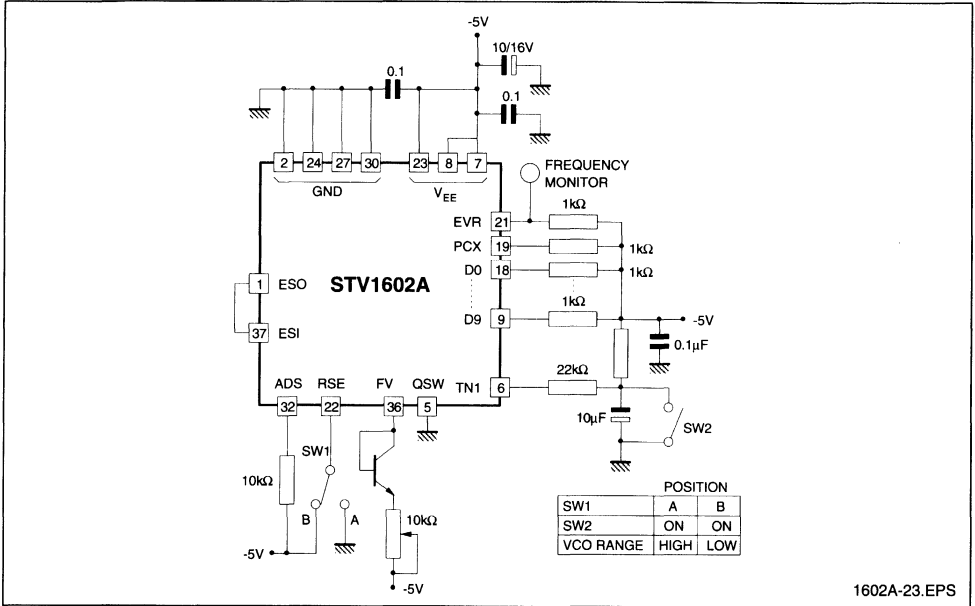 -5V
10/16V
0.1
0.1
2 24 27 30 23 8 7
GND
VEE
FREQUENCY
MONITOR
EVR 21 1kΩ
PCX 19 1kΩ
D0 18 1kΩ
1kΩ
D9 9 -5V
0.1µF
1 ESO
STV1602A
37 ESI
TN1 6 22kΩ
10µF
SW2
ADS RSE FV QSW
32 22 36 5
SW1
10kΩ
B A
10kΩ
-5V
-5V
POSITION
SW1 A B
SW2 ON ON
VCO RANGE HIGH LOW
1602A-23.EPS